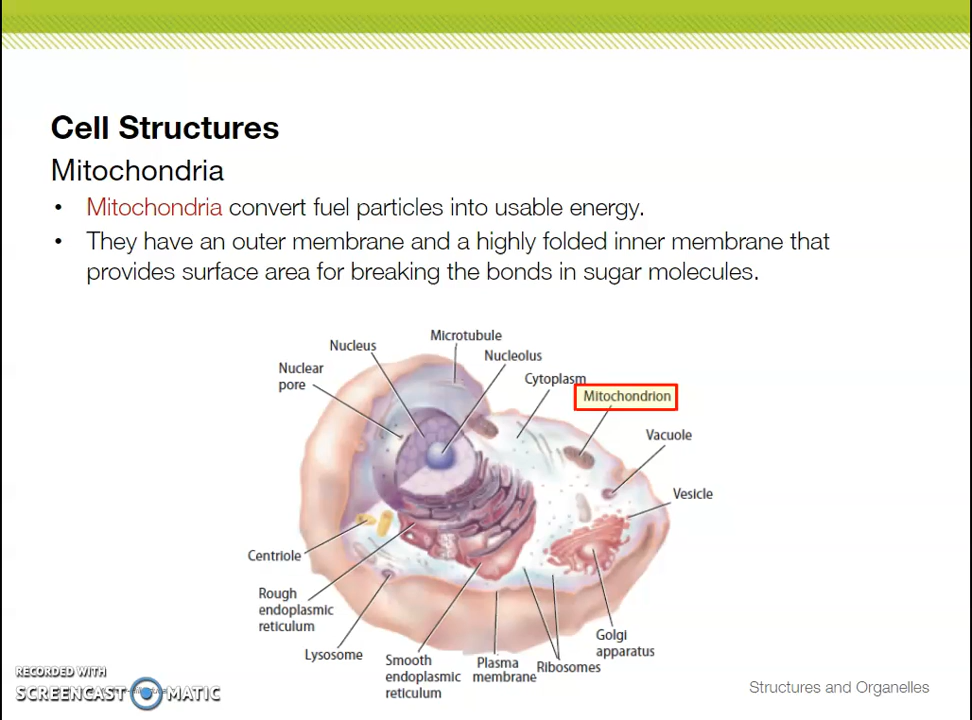 Cell Structures
Mitochondria
• Mitochondria convert fuel particles into usable energy.
• They have an outer membrane and a highly folded inner membrane that
provides surface area for breaking the bonds in sugar molecules.
Microtubule
Nucleus
Nucleolus
Nuclear
pore
Cytoplasm
Mitochondrion
Vacuole
Vesicle
Centriole
Rough
endoplasmic
reticulum
Lysosome
Smooth
endoplasmic
reticulum
Plasma
membrane
Ribosomes
Golgi
apparatus
RECORDED WITH
SCREENCAST MATIC
Structures and Organelles